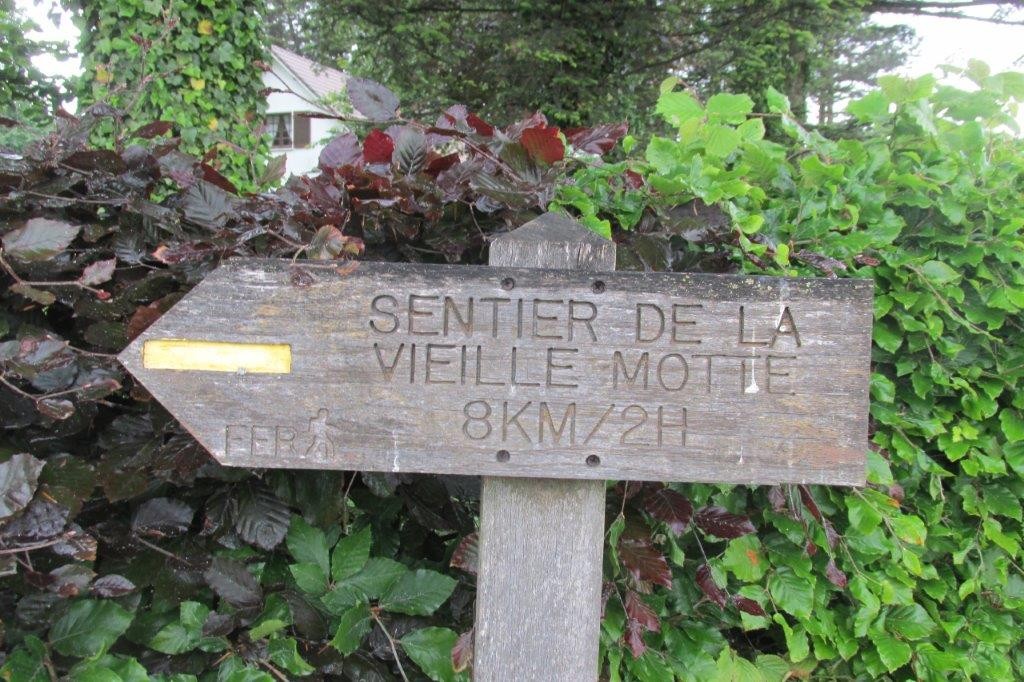 SENTIER DE LA
VIEILLE MOTTE
8KM/2H
FFR